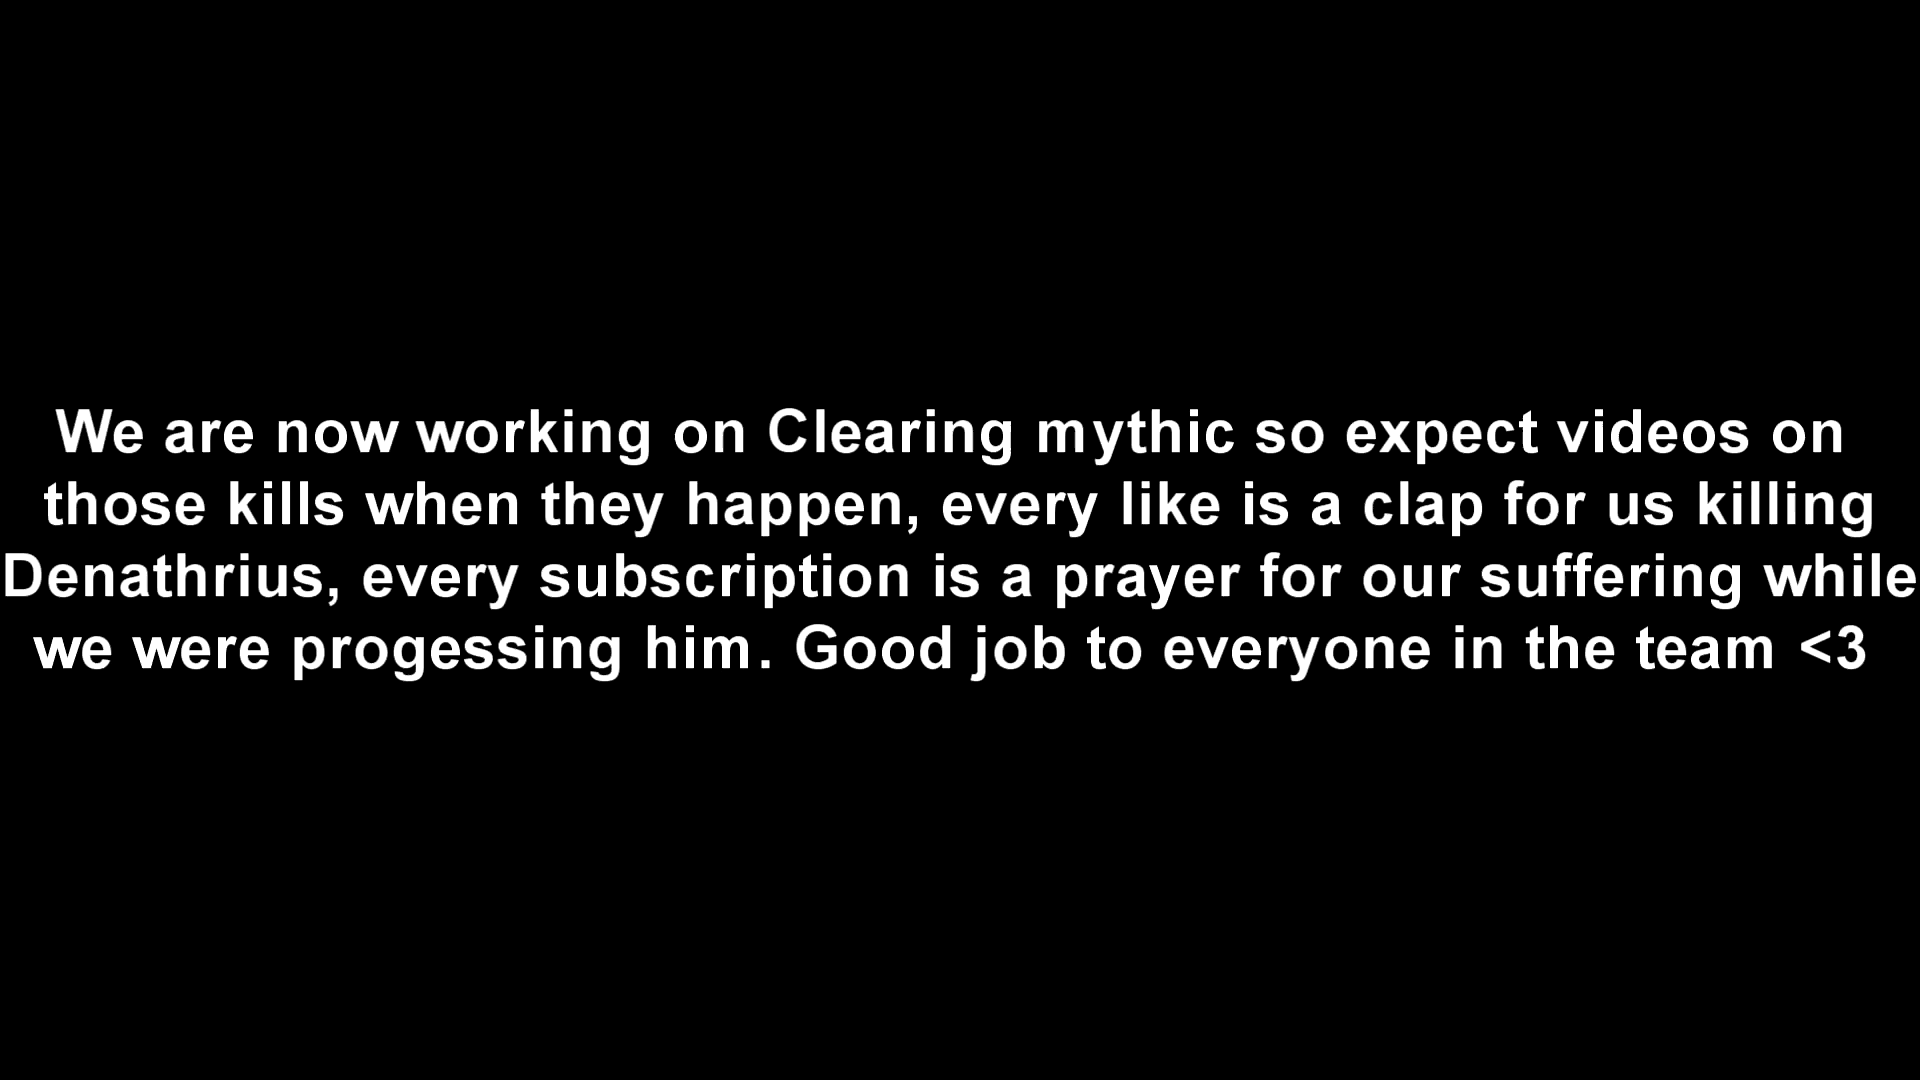 We are now working on Clearing mythic so expect videos on
those kills when they happen, every like is a clap for us killing
Denathrius, every subscription is a prayer for our suffering while
we were progessing him. Good job to everyone in the team <3